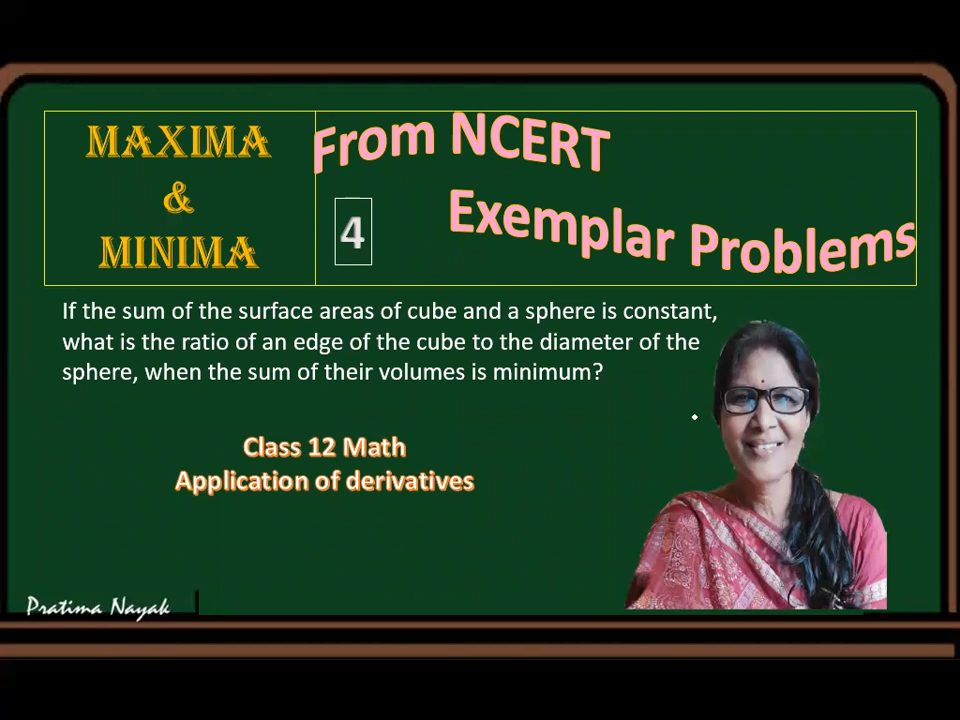 MAXIMA
&
MINIMA
From NCERT
4
Exemplar Problems
If the sum of the surface areas of cube and a sphere is constant,
what is the ratio of an edge of the cube to the diameter of the
sphere, when the sum of their volumes is minimum?
Class 12 Math
Application of derivatives
Pratima Nayak